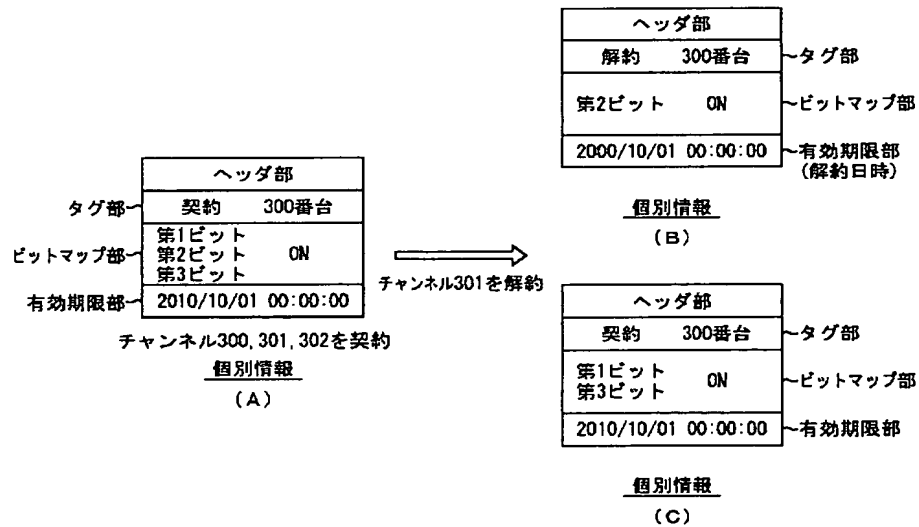 ヘッダ部
タグ部
契約 300番台
ビットマップ部
第1ビット
第2ビット ON
第3ビット
有効期限部
2010/10/01 00:00:00
チャンネル300, 301, 302を契約
個別情報
(A)
チャンネル301を解約
ヘッダ部
解約 300番台
タグ部
第2ビット ON
ビットマップ部
2000/10/01 00:00:00
有効期限部
(解約日時)
個別情報
(B)
ヘッダ部
契約 300番台
タグ部
第1ビット
第3ビット ON
ビットマップ部
2010/10/01 00:00:00
有効期限部
個別情報
(C)